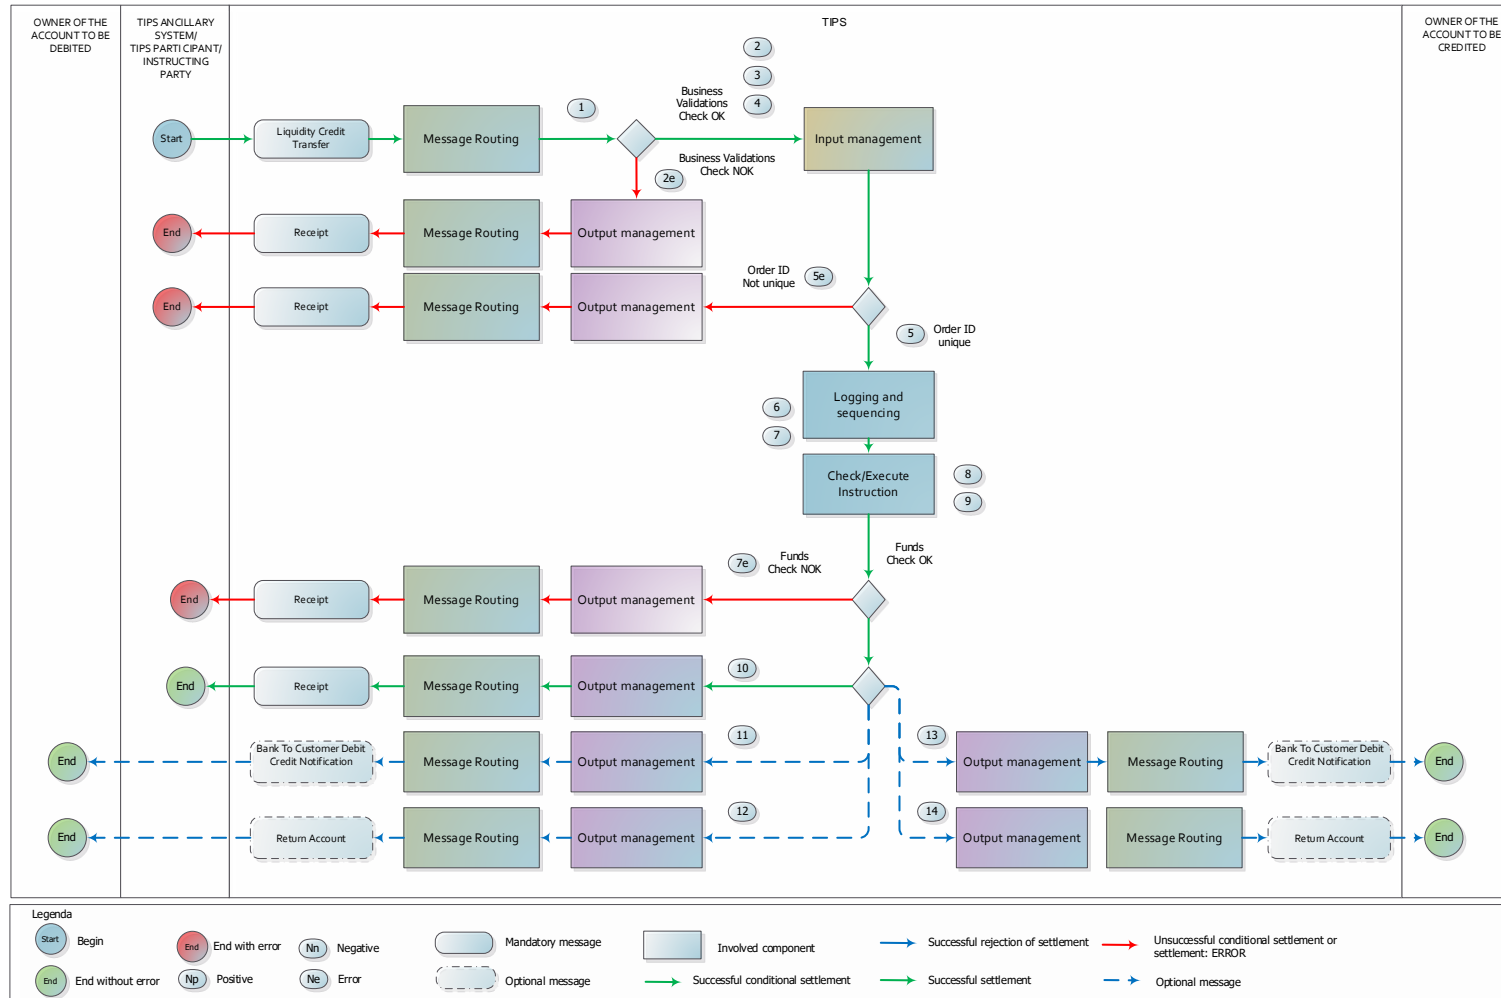 OWNER OF THE
ACCOUNT TO BE
DEBITED
TIPS ANCILLARY
SYSTEM/
TIPS PARTICIPANT/
INSTRUCTING
PARTY
TIPS
OWNER OF THE
ACCOUNT TO BE
CREDITED
2
3
4
1
Business
Validations
Check OK
Start
Liquidity Credit
Transfer
Message Routing
Input management
Business Validations
Check NOK
2e
End
Receipt
Message Routing
Output management
Order ID
Not unique
5e
End
Receipt
Message Routing
Output management
5
Order ID
unique
Logging and
sequencing
6
7
Check/Execute
Instruction
8
9
7e
Funds
Check NOK
Funds
Check OK
End
Receipt
Message Routing
Output management
10
End
Receipt
Message Routing
Output management
11
13
End
Bank To Customer Debit
Credit Notification
Message Routing
Output management
Output management
Message Routing
Bank To Customer Debit
Credit Notification
End
12
14
End
Return Account
Message Routing
Output management
Output management
Message Routing
Return Account
End
Legenda
Start
Begin
End
End with error
Nn
Negative
Mandatory message
Involved component
Successful rejection of settlement
Unsuccessful conditional settlement or
settlement: ERROR
End
End without error
Np
Positive
Ne
Error
Optional message
Successful conditional settlement
Successful settlement
Optional message